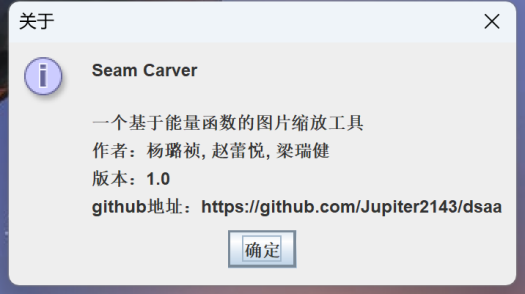 关于
Seam Carver
一个基于能量函数的图片缩放工具
作者：杨璐祯, 赵蕾悦, 梁瑞健
版本：1.0
github地址：https://github.com/Jupiter2143/dsaa
确定